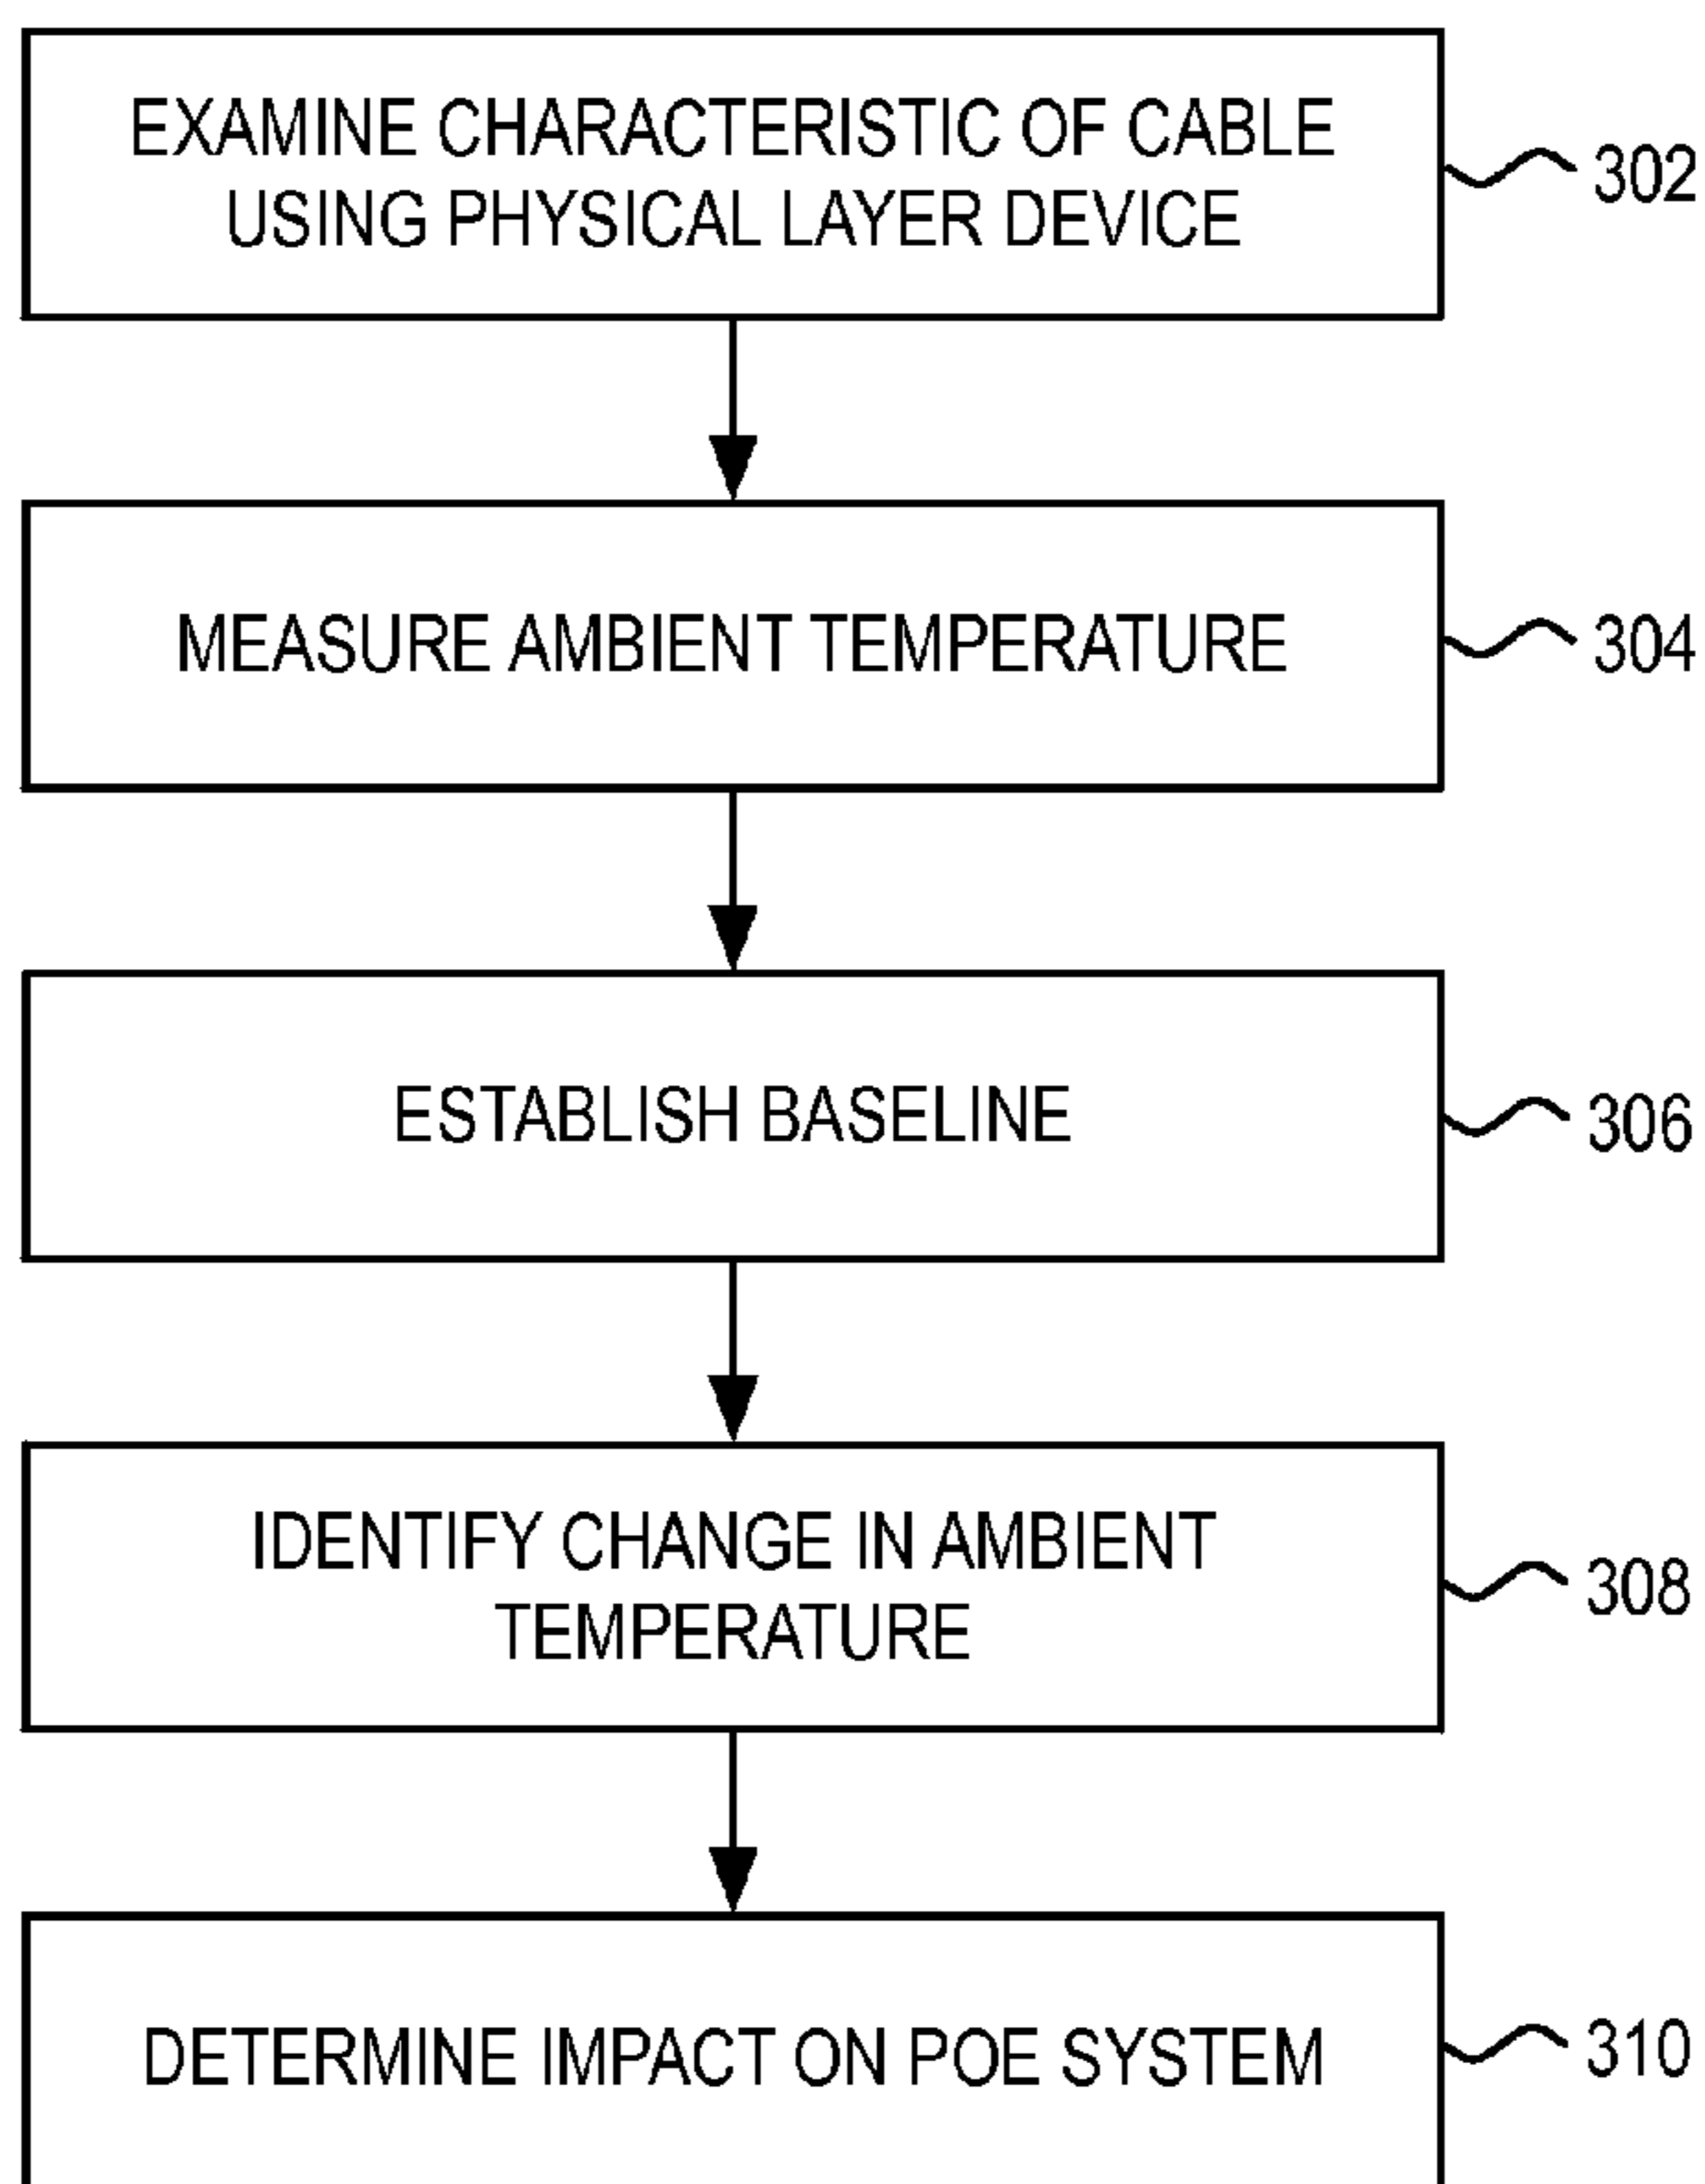 EXAMINE CHARACTERISTIC OF CABLE
USING PHYSICAL LAYER DEVICE
302
MEASURE AMBIENT TEMPERATURE
304
ESTABLISH BASELINE
306
IDENTIFY CHANGE IN AMBIENT
TEMPERATURE
308
DETERMINE IMPACT ON POE SYSTEM
310